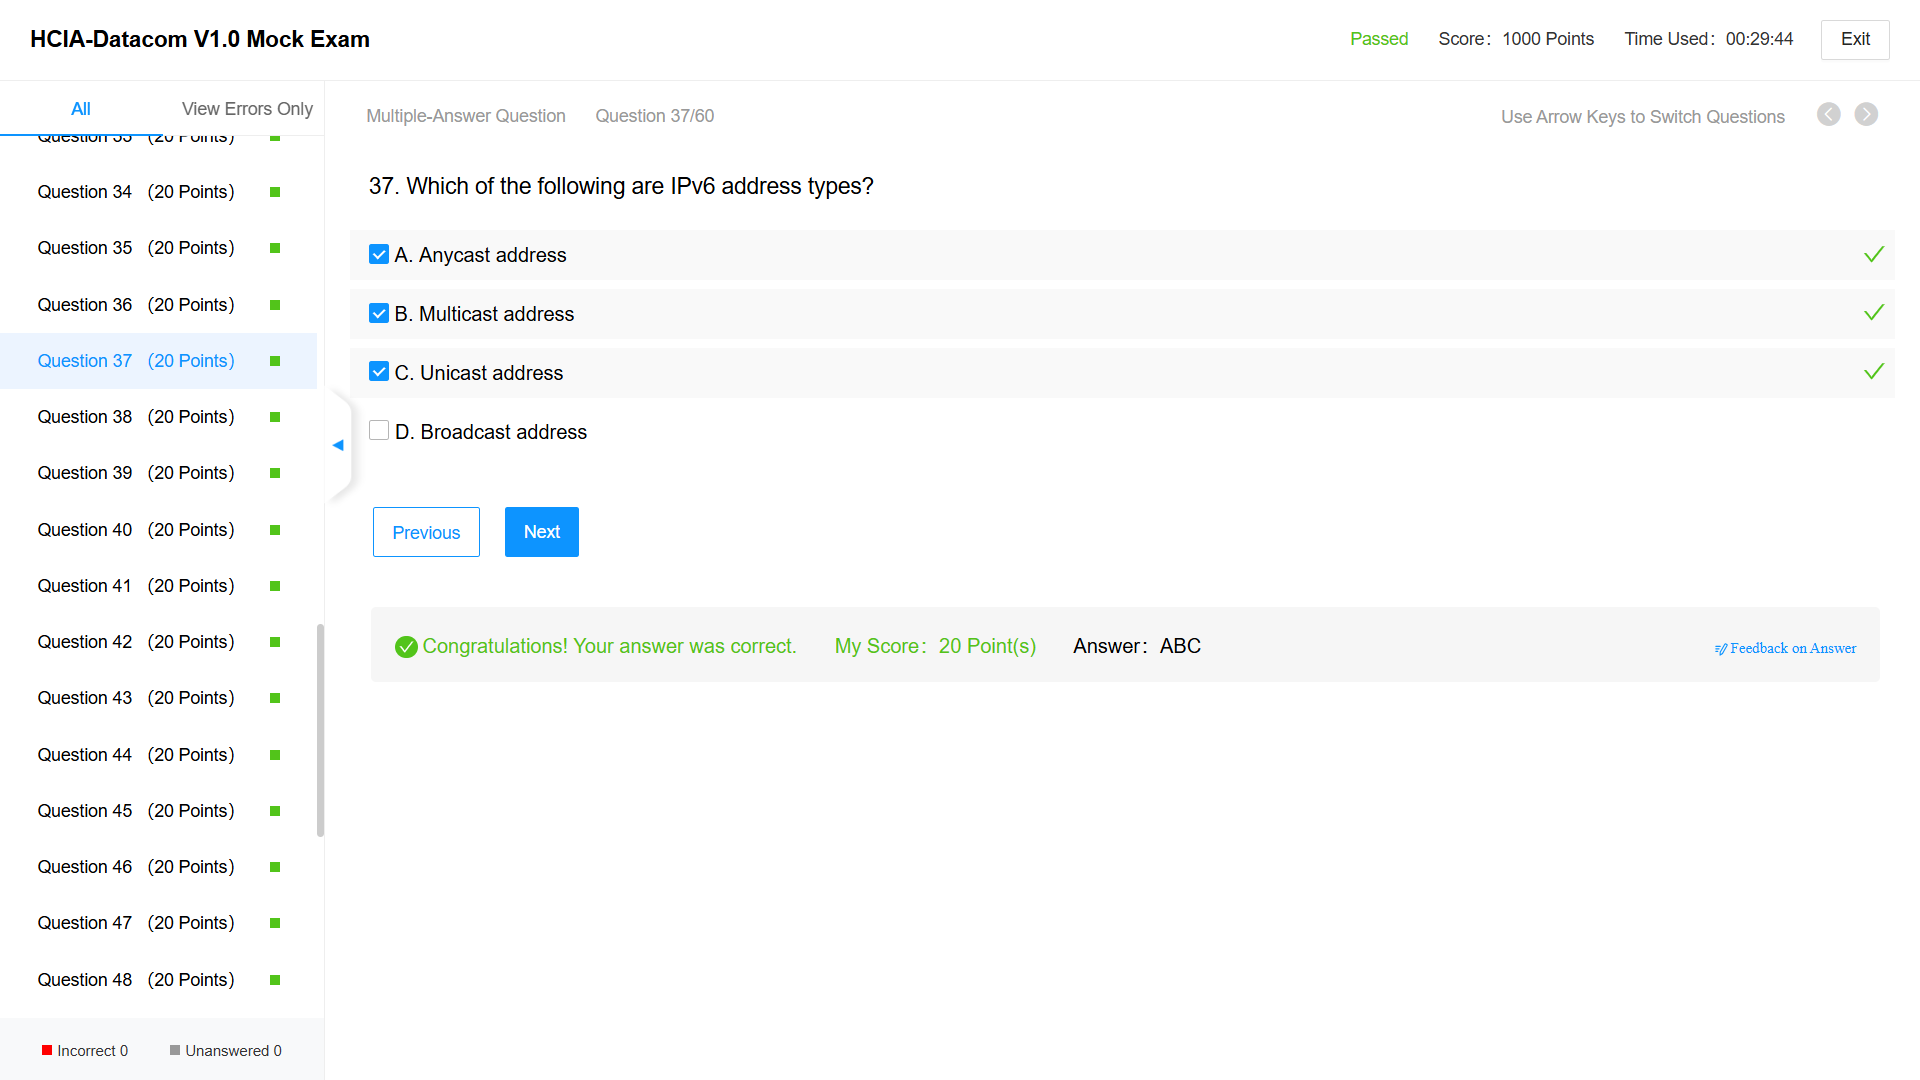 HCIA-Datacom V1.0 Mock Exam
Passed
Score： 1000 Points
Time Used： 00:29:44
Exit
All
View Errors Only
Question 33 （20 Points）
Question 34 （20 Points）
Question 35 （20 Points）
Question 36 （20 Points）
Question 37 （20 Points）
Question 38 （20 Points）
Question 39 （20 Points）
Question 40 （20 Points）
Question 41 （20 Points）
Question 42 （20 Points）
Question 43 （20 Points）
Question 44 （20 Points）
Question 45 （20 Points）
Question 46 （20 Points）
Question 47 （20 Points）
Question 48 （20 Points）
Incorrect 0
Unanswered 0
Multiple-Answer Question
Question 37/60
Use Arrow Keys to Switch Questions
37. Which of the following are IPv6 address types?
A. Anycast address
B. Multicast address
C. Unicast address
D. Broadcast address
Previous
Next
Congratulations! Your answer was correct.
My Score： 20 Point(s)
Answer： ABC
Feedback on Answer